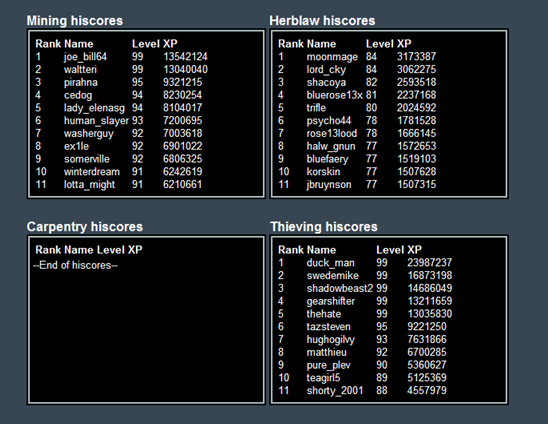 Mining hiscores
Rank Name Level XP
1 joe_bill64 99 13542124
2 waltteri 99 13040040
3 pirahna 95 9321215
4 cedog 94 8230254
5 lady_elenasg 94 8104017
6 human_slayer 93 7200695
7 washerguy 92 7003618
8 ex1le 92 6901022
9 somerville 92 6806325
10 winterdream 91 6242619
11 lotta_might 91 6210661
Herblaw hiscores
Rank Name Level XP
1 moonmage 84 3173387
2 lord_cky 84 3062275
3 shacoya 82 2593518
4 bluerose13x 81 2237168
5 trifle 80 2024592
6 psycho44 78 1781528
7 rose13lood 78 1666145
8 halw_gnun 77 1572653
9 bluefaery 77 1519103
10 korskin 77 1507628
11 jbruynson 77 1507315
Carpentry hiscores
Rank Name Level XP
--End of hiscores--
Thieving hiscores
Rank Name Level XP
1 duck_man 99 23987237
2 swedemike 99 16873198
3 shadowbeast2 99 14686049
4 gearshifter 99 13211659
5 thehate 99 13035830
6 tazsteven 95 9221250
7 hughogilvy 93 7631866
8 matthieu 92 6700285
9 pure_plev 90 5360627
10 teagirl5 89 5125369
11 shorty_2001 88 4557979